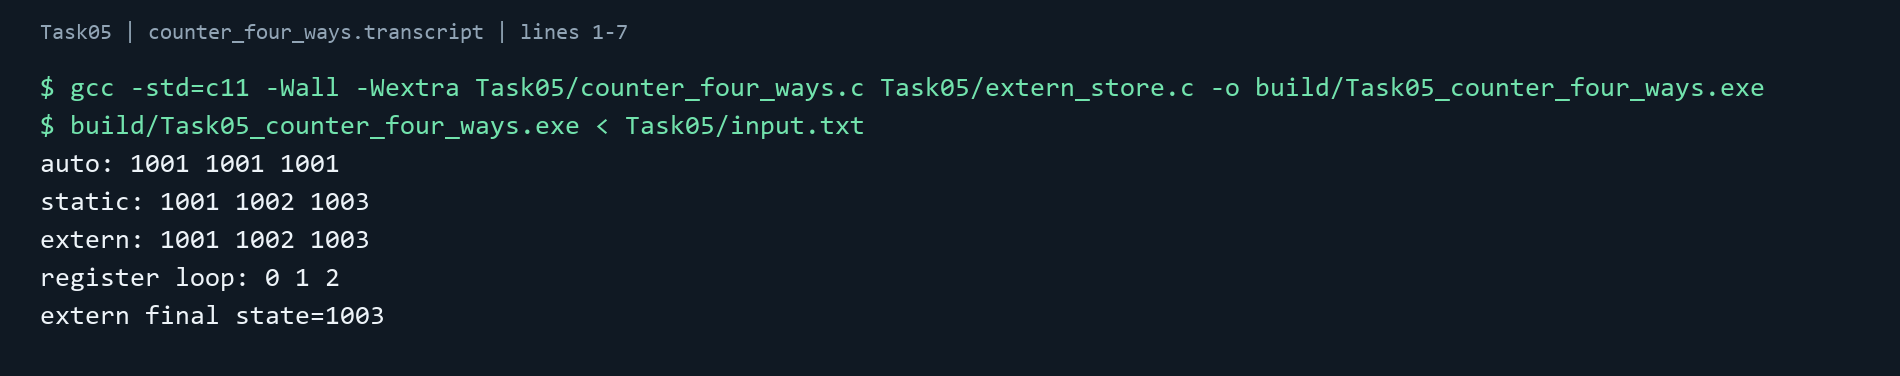 Task05 | counter_four_ways.transcript | lines 1-7
$ gcc -std=c11 -Wall -Wextra Task05/counter_four_ways.c Task05/extern_store.c -o build/Task05_counter_four_ways.exe
$ build/Task05_counter_four_ways.exe < Task05/input.txt
auto: 1001 1001 1001
static: 1001 1002 1003
extern: 1001 1002 1003
register loop: 0 1 2
extern final state=1003